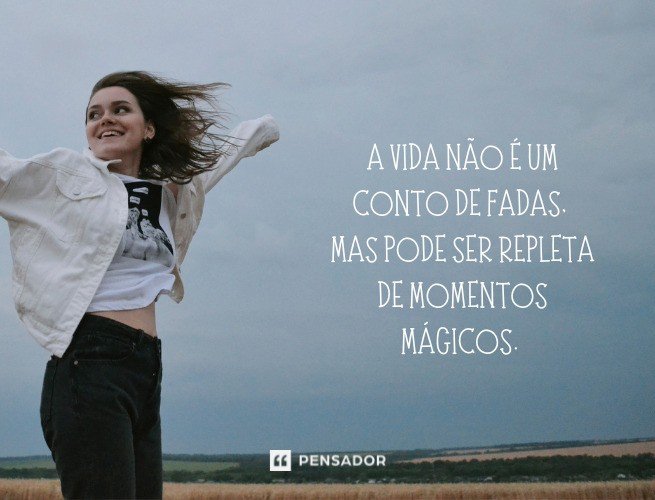 A VIDA NÃO É UM
CONTO DE FADAS,
MAS PODE SER REPLETA
DE MOMENTOS
MÁGICOS.
PENSADOR